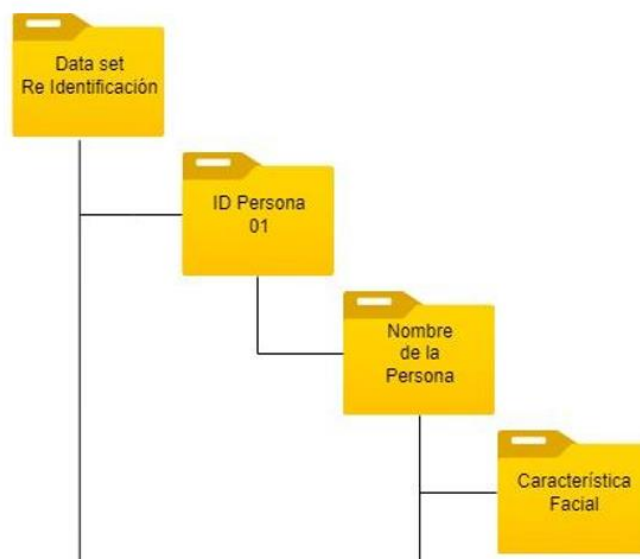 Data set
Re Identificación
ID Persona
01
Nombre
de la
Persona
Característica
Facial